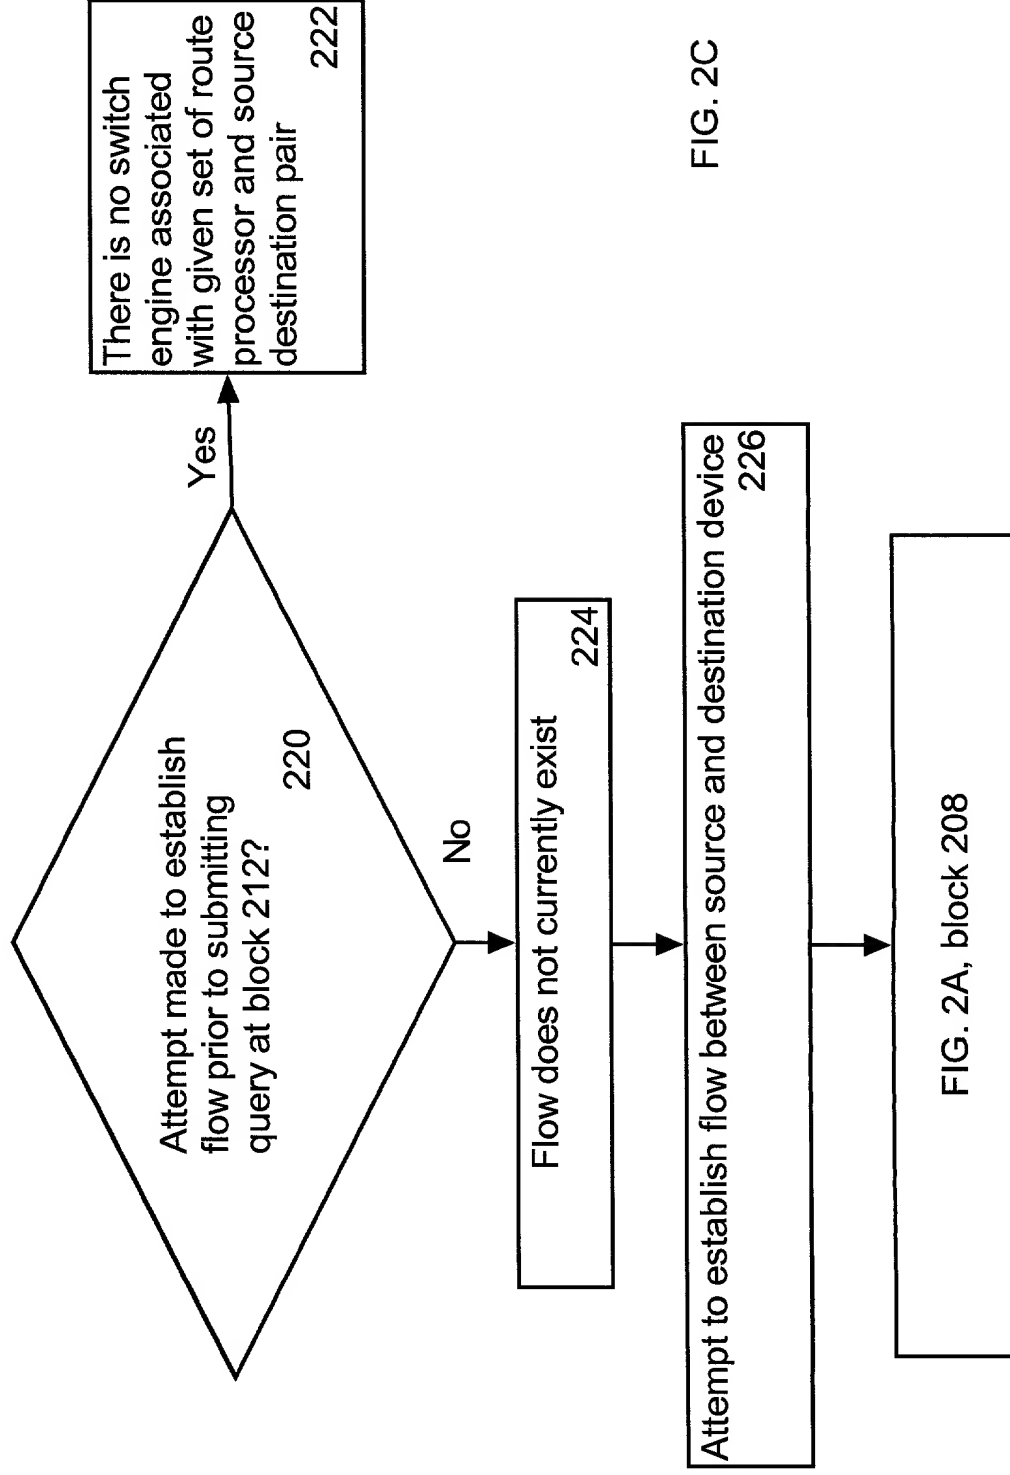 Attempt made to establish
flow prior to submitting
query at block 212?
220
Yes
There is no switch
engine associated
with given set of route
processor and source
destination pair
222
No
Flow does not currently exist
224
Attempt to establish flow between source and destination device
226
FIG. 2A, block 208
FIG. 2C